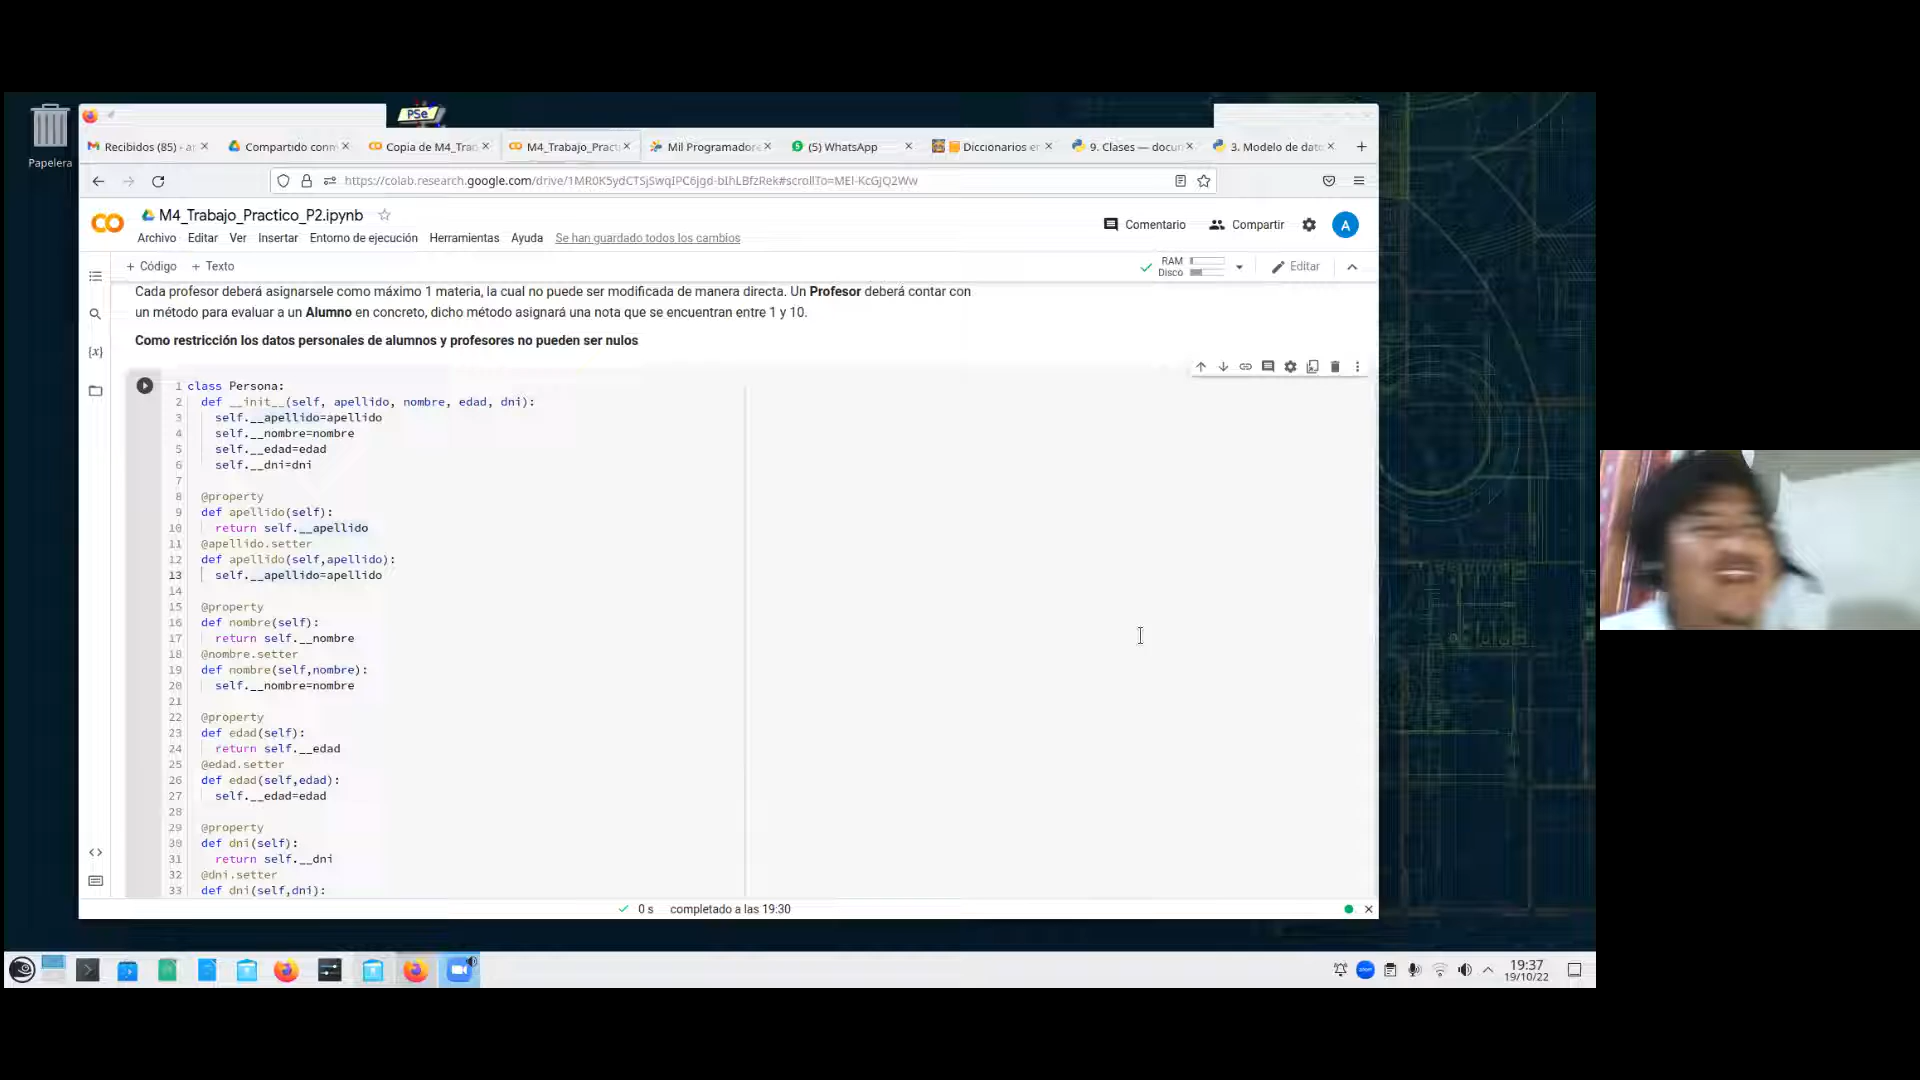 PSe
Papelera
Recibidos (85) - ar
Compartido conm
Copia de M4_Trac
M4_Trabajo_Practi
Mil Programadore
(5) WhatsApp
Diccionarios en
9. Clases — docun
3. Modelo de dato
https://colab.research.google.com/drive/1MR0K5ydCTSjSwqIPC6jgd-bIhLBfzRek#scrollTo=MEl-KcGjQ2Ww
M4_Trabajo_Practico_P2.ipynb
Comentario
Compartir
A
Archivo Editar Ver Insertar Entorno de ejecución Herramientas Ayuda Se han guardado todos los cambios
+ Código + Texto
RAM
Disco
Editar
Cada profesor deberá asignarsele como máximo 1 materia, la cual no puede ser modificada de manera directa. Un Profesor deberá contar con
un método para evaluar a un Alumno en concreto, dicho método asignará una nota que se encuentran entre 1 y 10.
Como restricción los datos personales de alumnos y profesores no pueden ser nulos
1 class Persona:
2 def __init__(self, apellido, nombre, edad, dni):
3 self.__apellido=apellido
4 self.__nombre=nombre
5 self.__edad=edad
6 self.__dni=dni
7
8 @property
9 def apellido(self):
10 return self.__apellido
11 @apellido.setter
12 def apellido(self,apellido):
13 self.__apellido=apellido
14
15 @property
16 def nombre(self):
17 return self.__nombre
18 @nombre.setter
19 def nombre(self,nombre):
20 self.__nombre=nombre
21
22 @property
23 def edad(self):
24 return self.__edad
25 @edad.setter
26 def edad(self,edad):
27 self.__edad=edad
28
29 @property
30 def dni(self):
31 return self.__dni
32 @dni.setter
33 def dni(self,dni):
0 s completado a las 19:30
zoom
19:37
19/10/22